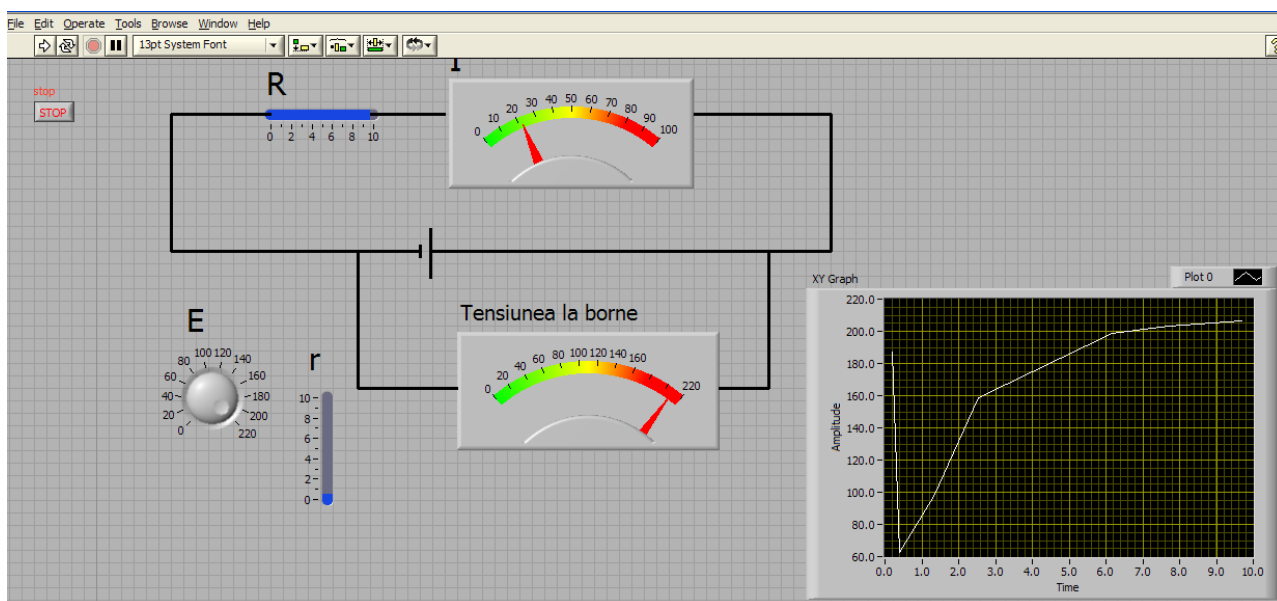 File Edit Operate Tools Browse Window Help
13pt System Font
stop
STOP
R
0 2 4 6 8 10
I
0 10 20 30 40 50 60 70 80 90 100
Tensiunea la borne
0 20 40 60 80 100 120 140 160 220
E
0 20 40 60 80 100 120 140 160 180 200 220
r
10
8
6
4
2
0
XY Graph
Plot 0
220.0
200.0
180.0
160.0
140.0
120.0
100.0
80.0
60.0
Amplitude
0.0 1.0 2.0 3.0 4.0 5.0 6.0 7.0 8.0 9.0 10.0
Time